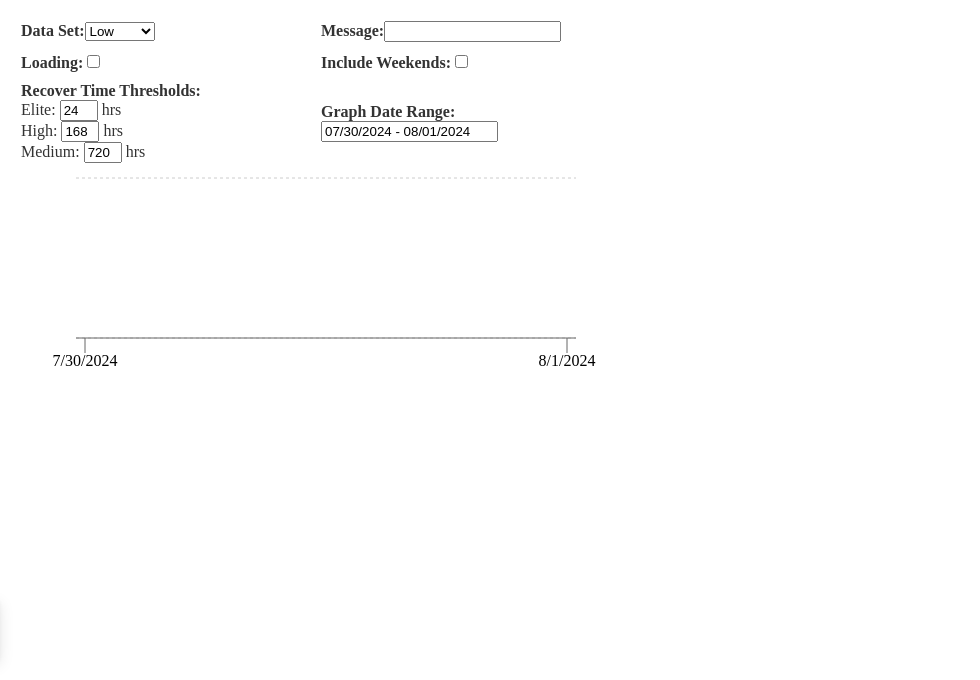 Data Set: Low
Message:
Loading:
Include Weekends:
Recover Time Thresholds:
Elite: 24 hrs
High: 168 hrs
Medium: 720 hrs
Graph Date Range:
07/30/2024 - 08/01/2024
7/30/2024
8/1/2024